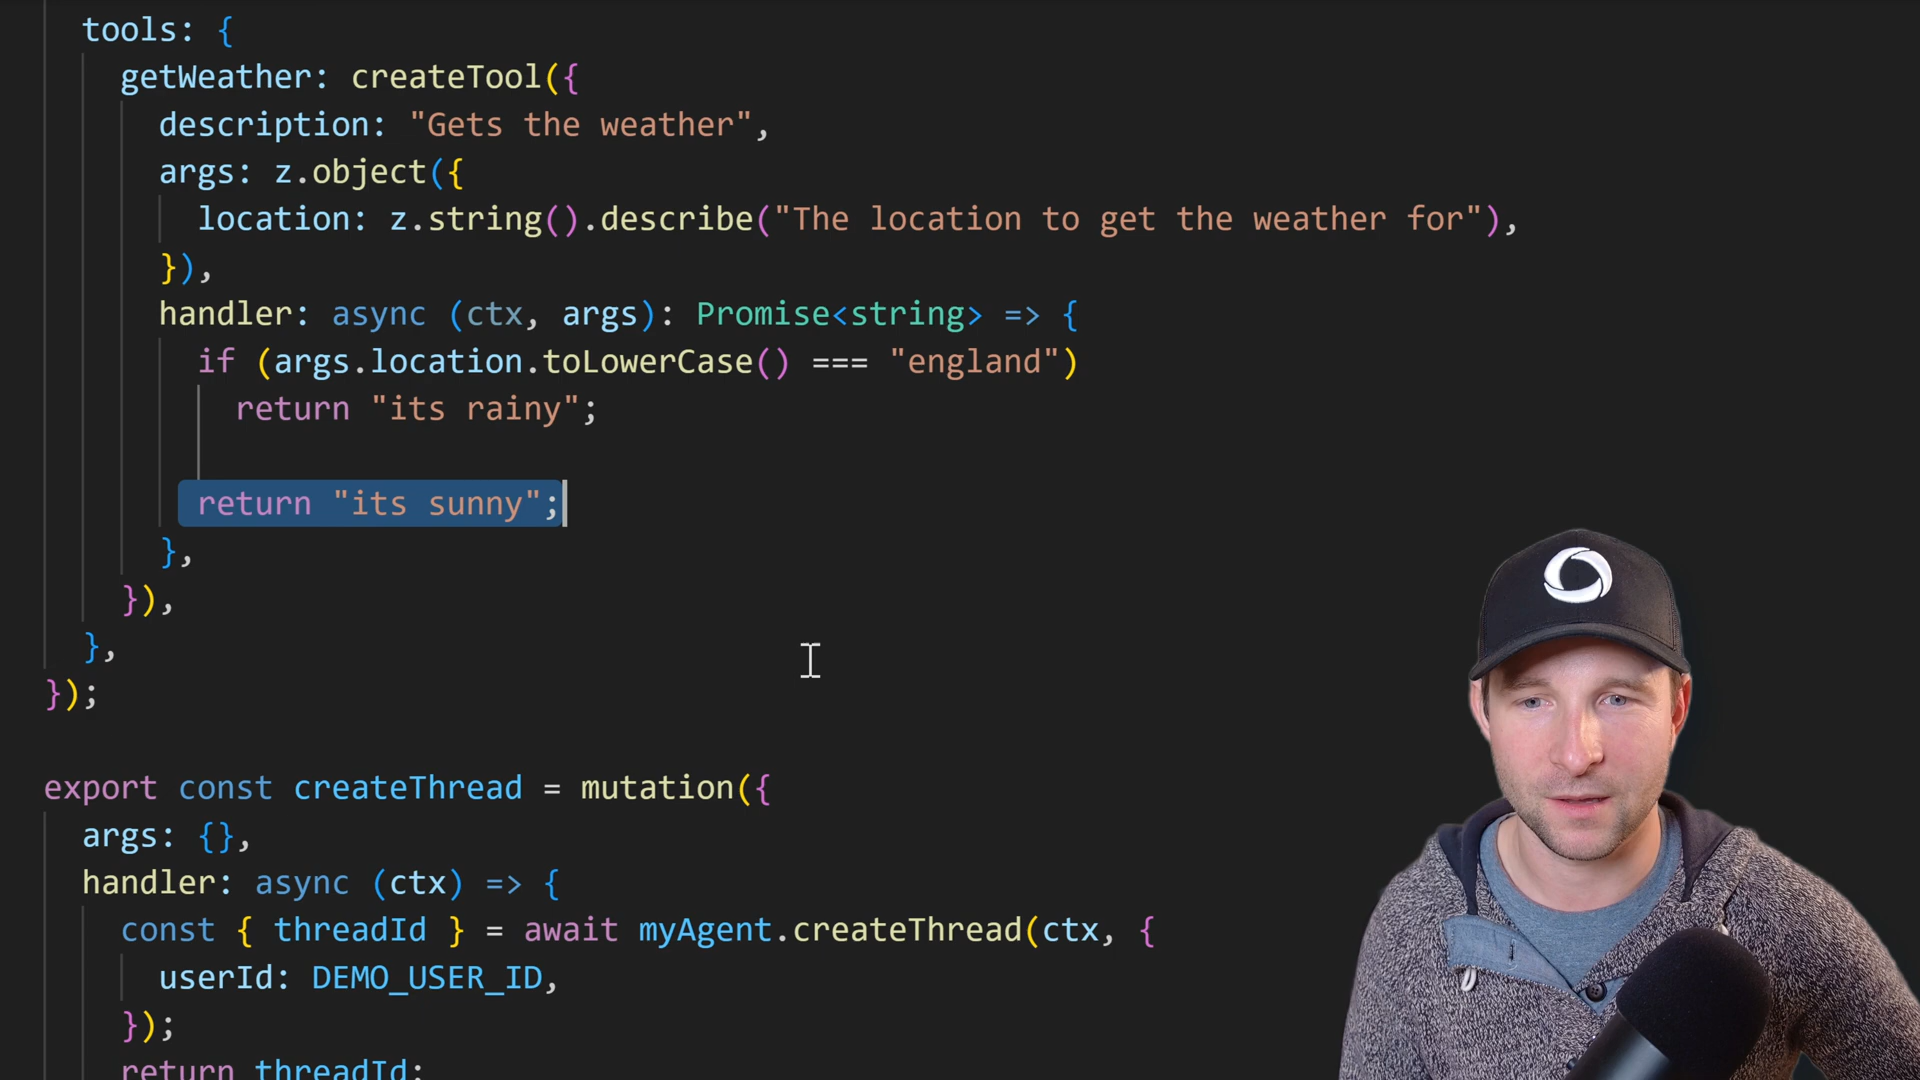 tools: {
getWeather: createTool({
description: "Gets the weather",
args: z.object({
location: z.string().describe("The location to get the weather for"),
}),
handler: async (ctx, args): Promise<string> => {
if (args.location.toLowerCase() === "england")
return "its rainy";
return "its sunny";
},
}),
},
});
export const createThread = mutation({
args: {},
handler: async (ctx) => {
const { threadId } = await myAgent.createThread(ctx, {
userId: DEMO_USER_ID,
});
return threadId;